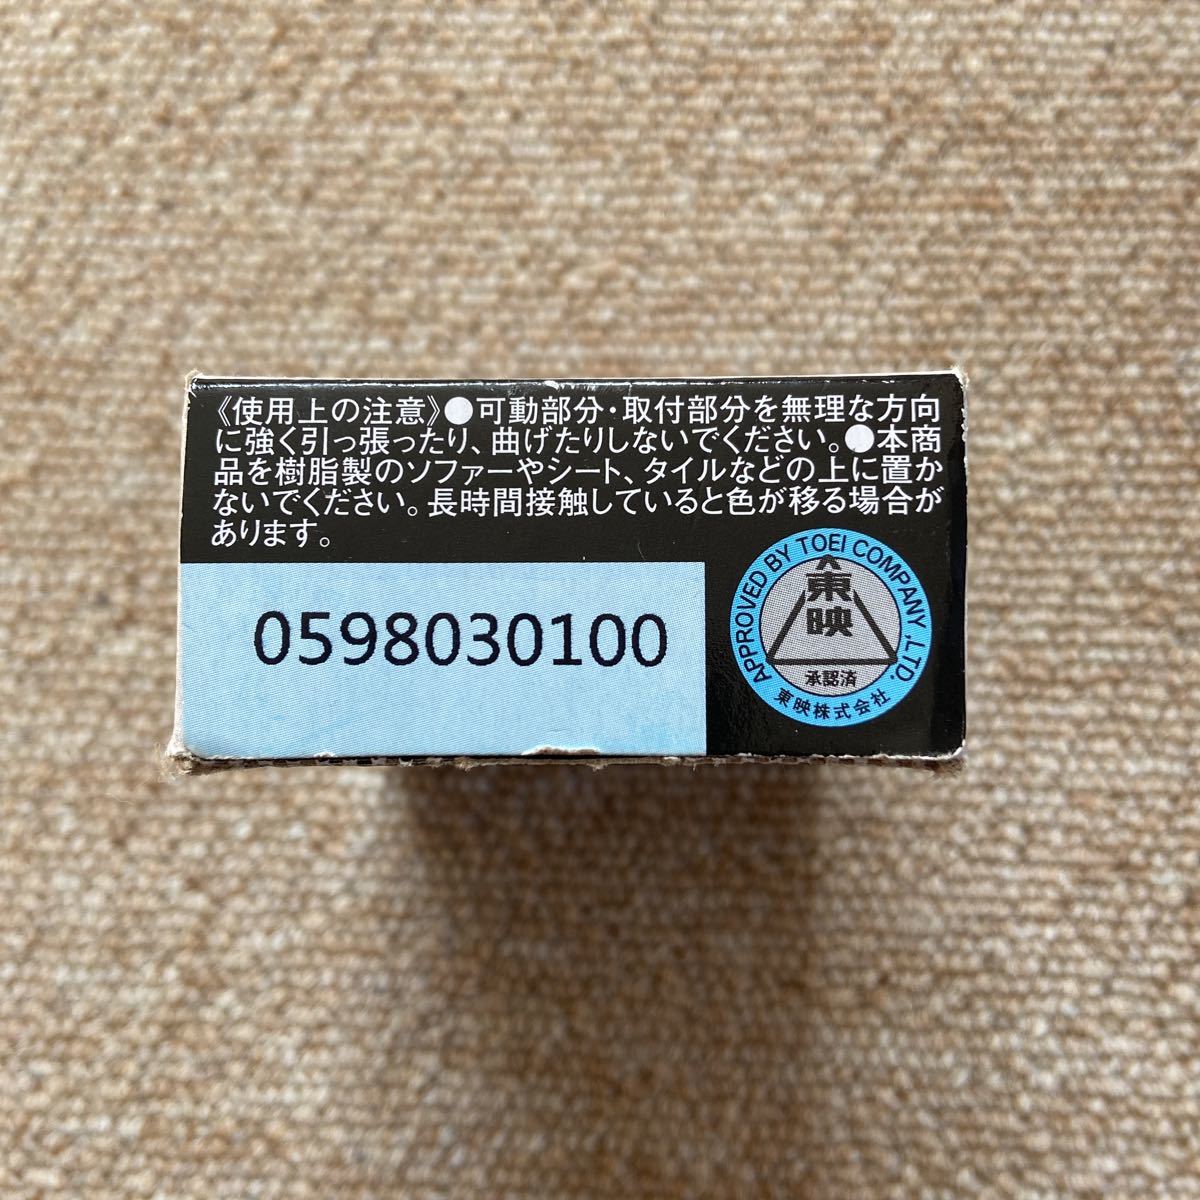 《使用上の注意》●可動部分・取付部分を無理な方向
に強く引っ張ったり、曲げたりしないでください。●本商
品を樹脂製のソファーやシート、タイルなどの上に置か
ないでください。長時間接触していると色が移る場合が
あります。
0598030100
APPROVED BY TOEI COMPANY ,LTD.
東
映
承認済
東映株式会社